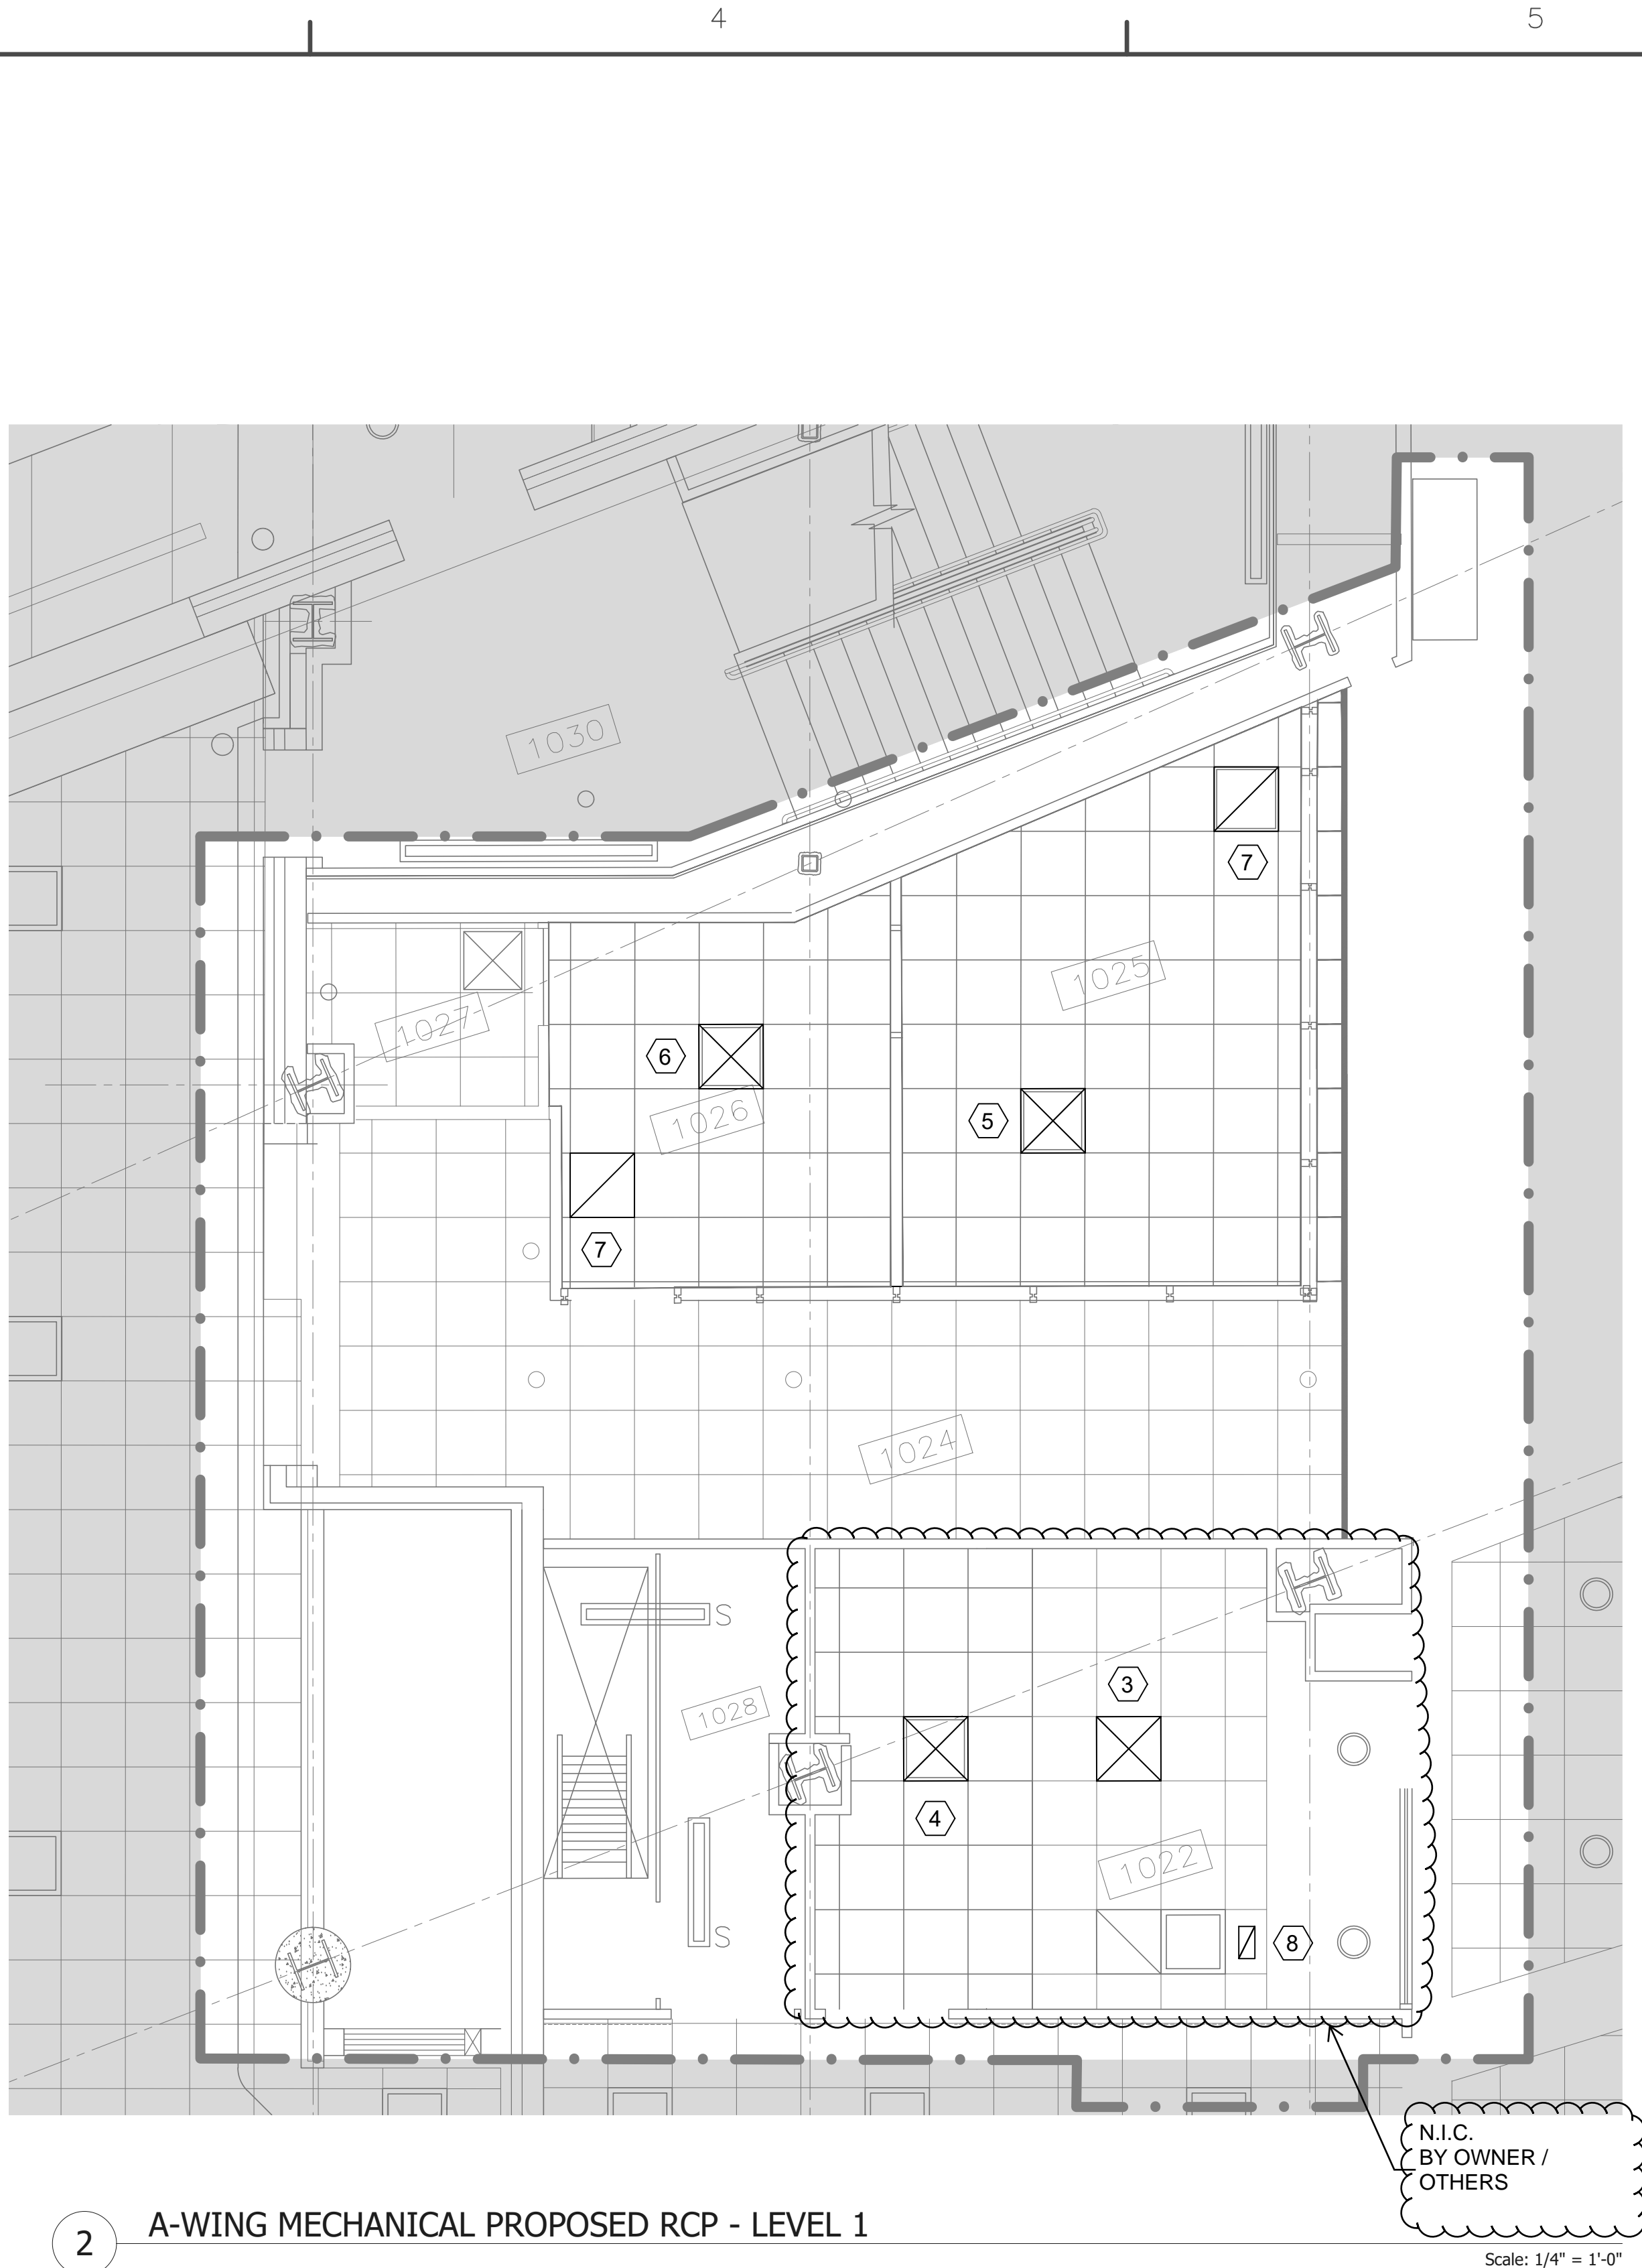 4
5
1030
7
1025
1027
6
1026
5
7
1024
S
3
1028
4
1022
S
8
N.I.C.
BY OWNER /
OTHERS
2
A-WING MECHANICAL PROPOSED RCP - LEVEL 1
Scale: 1/4" = 1'-0"